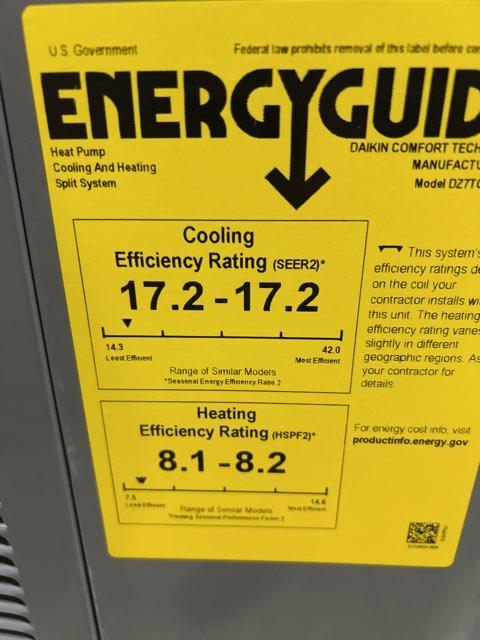 U.S. Government
Federal law prohibits removal of this label before
ENERGYGUID
Heat Pump
Cooling And Heating
Split System
DAIKIN COMFORT TECH
MANUFACTU
Model DZ7T
Cooling
Efficiency Rating (SEER2)*
17.2 - 17.2
14.3
42.0
Least Efficient
Most Efficient
Range of Similar Models
*Seasonal Energy Efficiency Ratio 2
This system's
efficiency ratings de
on the coil your
contractor installs wi
this unit. The heating
efficiency rating varies
slightly in different
geographic regions. As
your contractor for
details.
Heating
Efficiency Rating (HSPF2)*
8.1 - 8.2
7.5
14.6
Least Efficient
Most Efficient
Range of Similar Models
*Heating Seasonal Performance Factor 2
For energy cost info, visit
productinfo.energy.gov